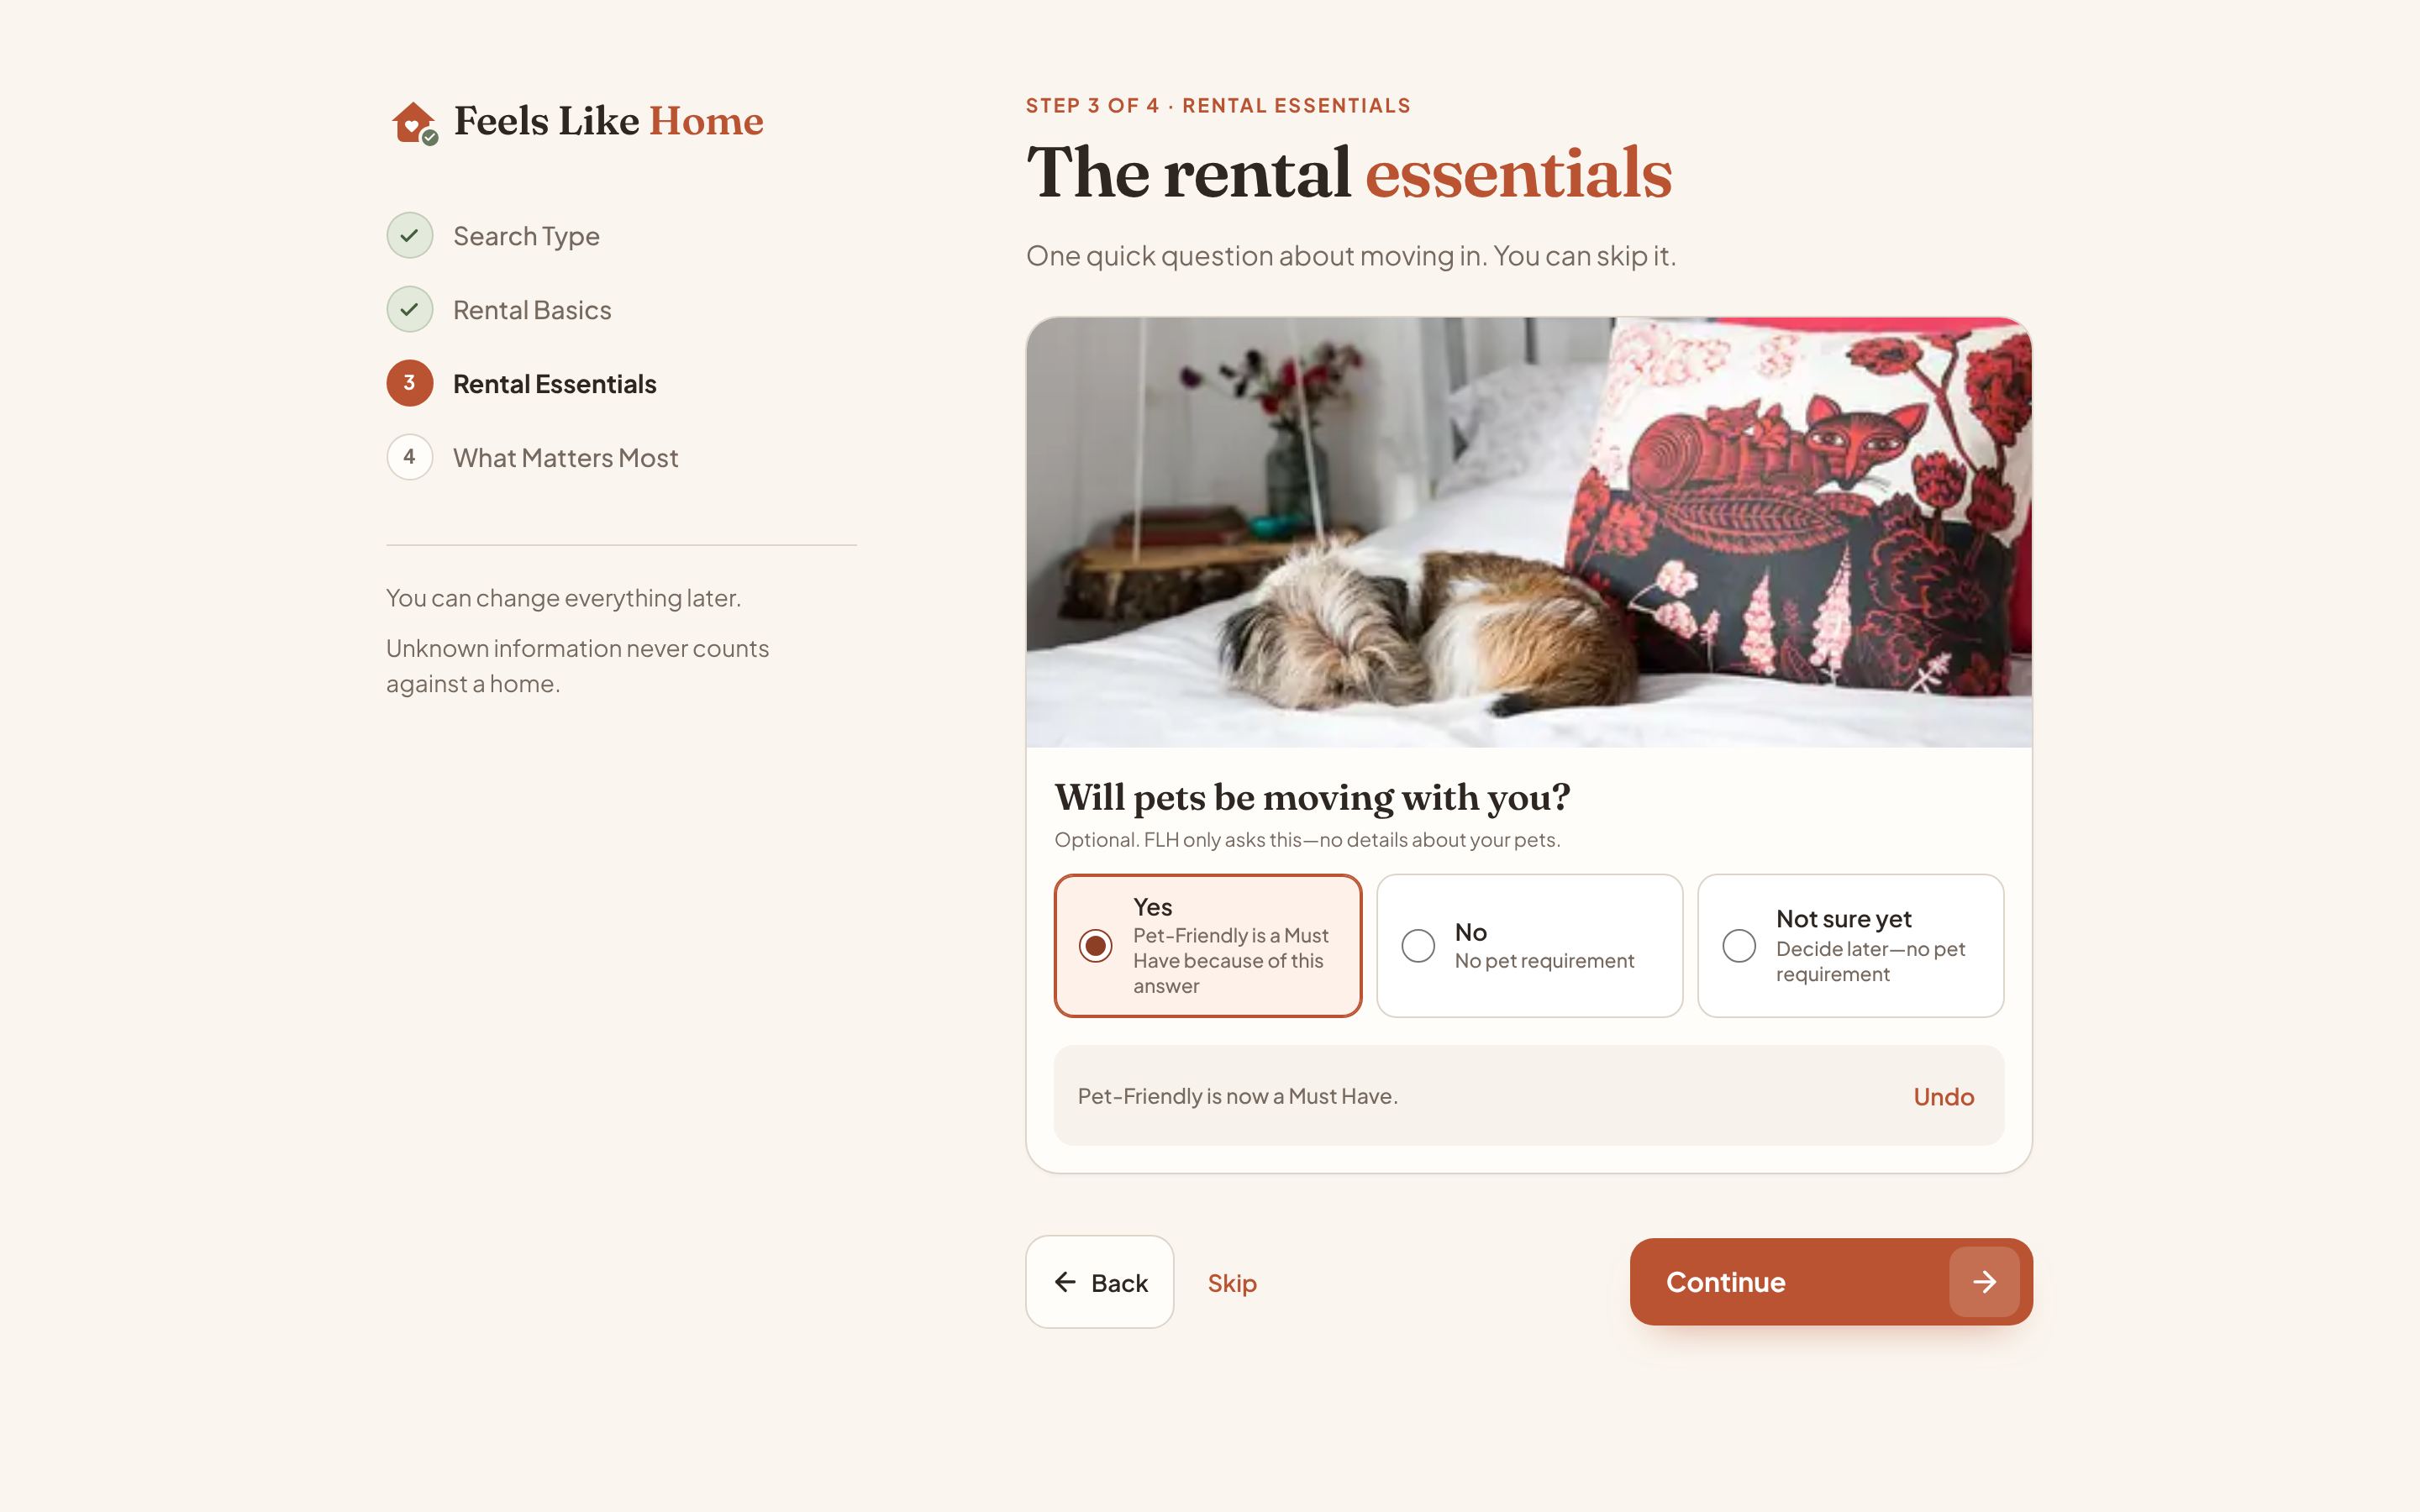 Feels Like Home
Search Type
Rental Basics
3
Rental Essentials
4
What Matters Most
You can change everything later.
Unknown information never counts
against a home.
STEP 3 OF 4 · RENTAL ESSENTIALS
The rental essentials
One quick question about moving in. You can skip it.
Will pets be moving with you?
Optional. FLH only asks this—no details about your pets.
Yes
Pet-Friendly is a Must
Have because of this
answer
No
No pet requirement
Not sure yet
Decide later—no pet
requirement
Pet-Friendly is now a Must Have.
Undo
Back
Skip
Continue